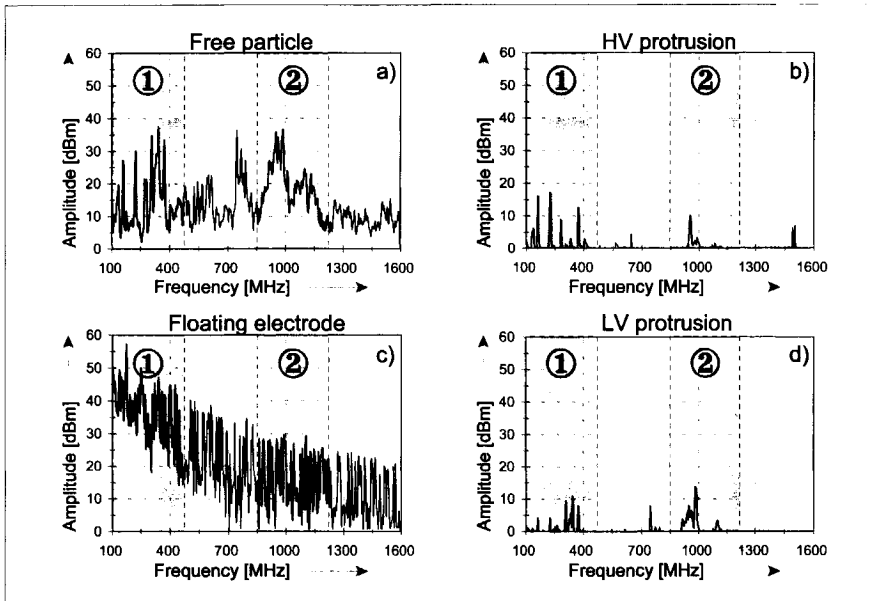 Free particle
60
50
40
30
20
10
0
Amplitude [dBm]
① ② a)
100 400 700 1000 1300 1600
Frequency [MHz]
HV protrusion
60
50
40
30
20
10
0
Amplitude [dBm]
① ② b)
100 400 700 1000 1300 1600
Frequency [MHz]
Floating electrode
60
50
40
30
20
10
0
Amplitude [dBm]
① ② c)
100 400 700 1000 1300 1600
Frequency [MHz]
LV protrusion
60
50
40
30
20
10
0
Amplitude [dBm]
① ② d)
100 400 700 1000 1300 1600
Frequency [MHz]